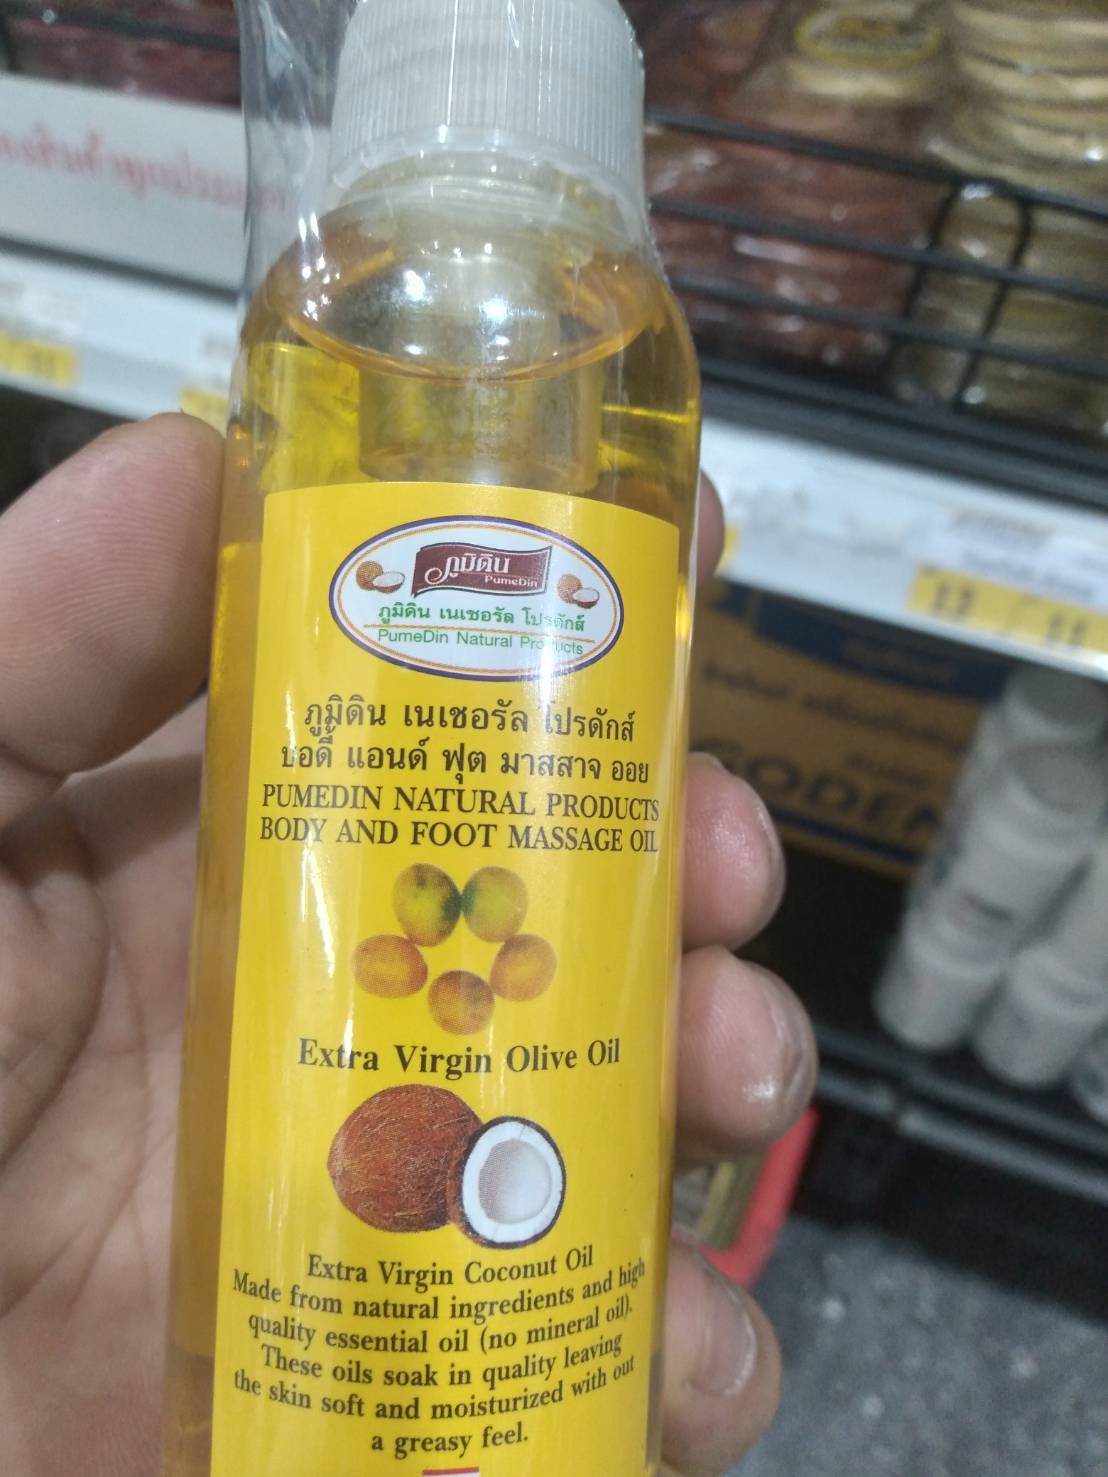 ภูมิดิน
PumeDin
ภูมิดิน เนเชอรัล โปรดักส์
PumeDin Natural Products
ภูมิดิน เนเชอรัล โปรดักส์
บอดี้ แอนด์ ฟุต มาสสาจ ออย
PUMEDIN NATURAL PRODUCTS
BODY AND FOOT MASSAGE OIL
Extra Virgin Olive Oil
Extra Virgin Coconut Oil
Made from natural ingredients and high
quality essential oil (no mineral oil).
These oils soak in quality leaving
the skin soft and moisturized with out
a greasy feel.